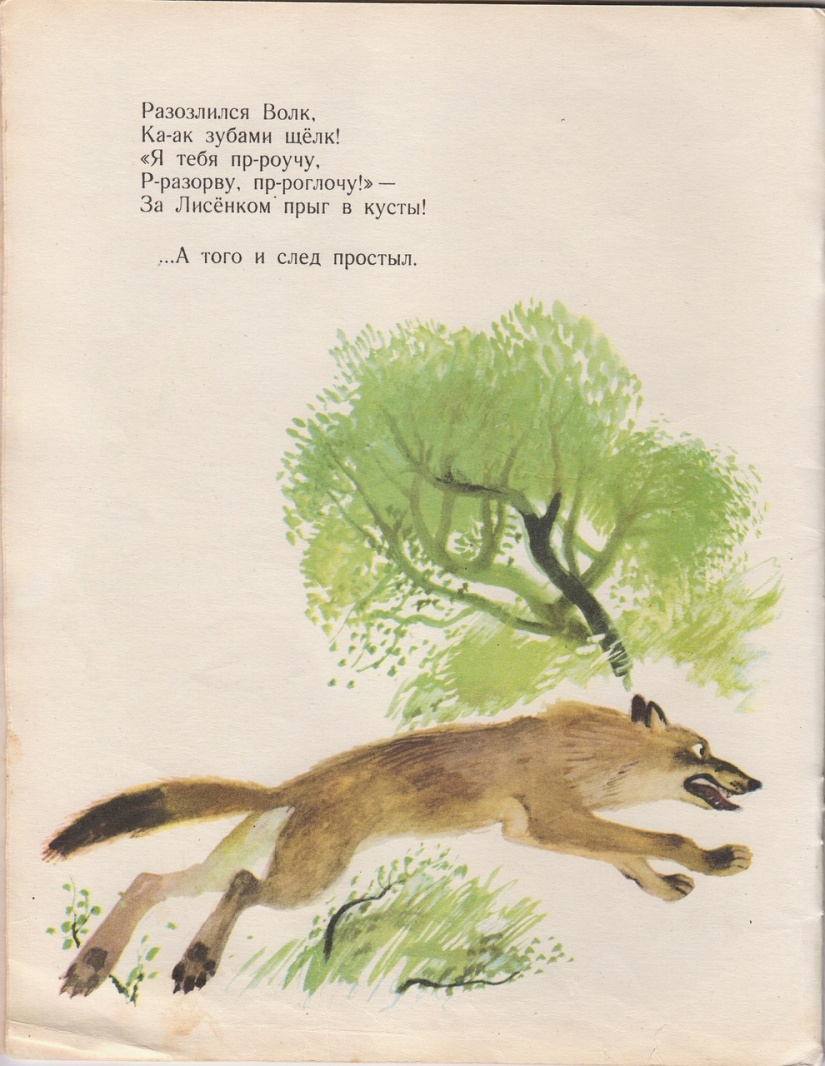 Разозлился Волк,
Ка-ак зубами щёлк!
«Я тебя пр-роучу,
Р-разорву, пр-роглочу!» —
За Лисёнком прыг в кусты!
...А того и след простыл.